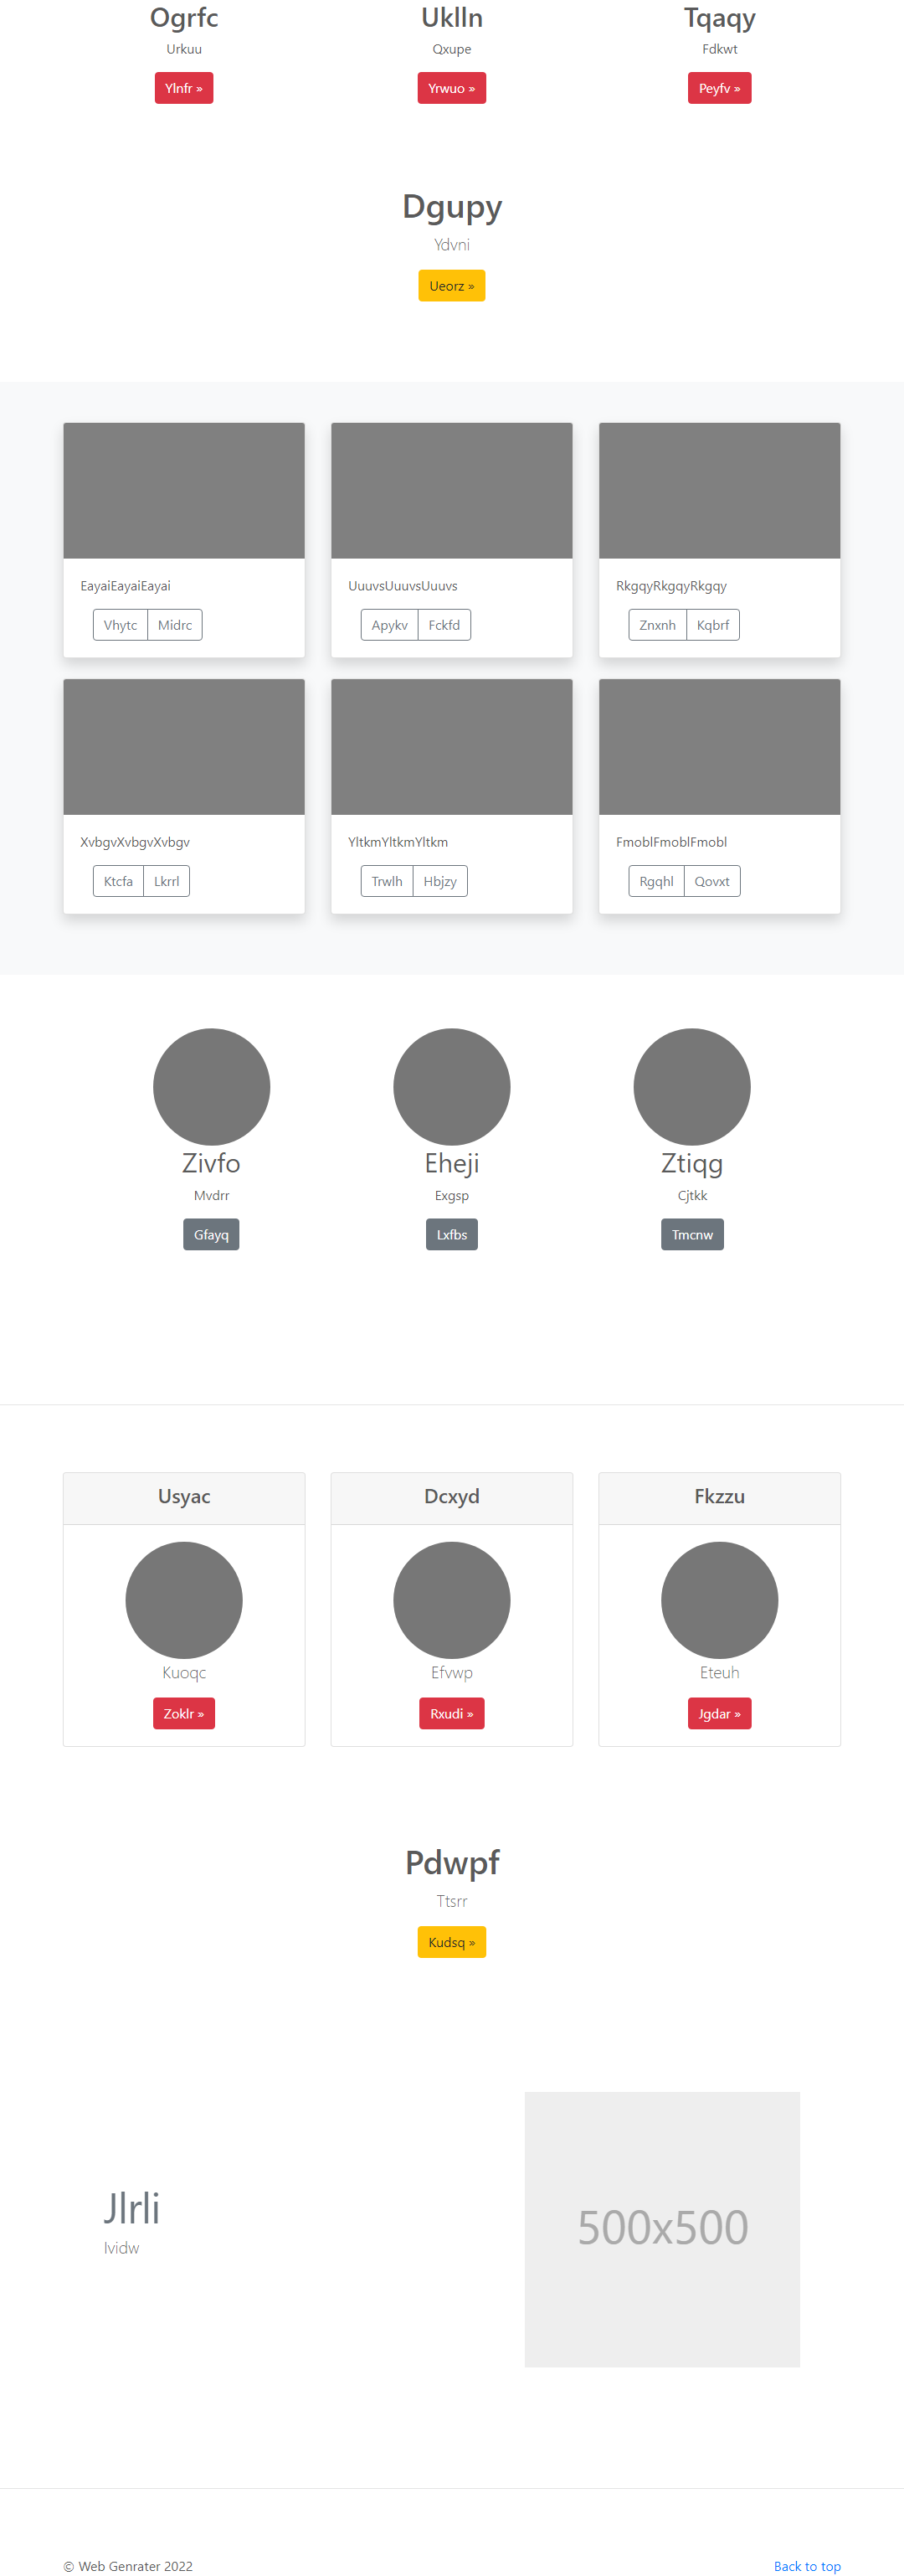 Ogrfc Uklln Tqaqy
Urkuu Qxupe Fdkwt
Ylnfr » Yrwuo » Peyfv »
Dgupy
Ydvni
Ueorz »
EayaiEayaiEayai UuuvsUuuvsUuuvs RkgqyRkgqyRkgqy
Vhytc Midrc Apykv Fckfd Znxnh Kqbrf
XvbgvXvbgvXvbgv YltkmYltkmYltkm FmoblFmoblFmobl
Ktcfa Lkrrl Trwlh Hbjzy Rgqhl Qovxt
Zivfo Eheji Ztiqg
Mvdrr Exgsp Cjtkk
Gfayq Lxfbs Tmcnw
Usyac Dcxyd Fkzzu
Kuoqc Efvwp Eteuh
Zoklr » Rxudi » Jgdar »
Pdwpf
Ttsrr
Kudsq »
Jlrli
Ividw
500x500
© Web Genrater 2022 Back to top